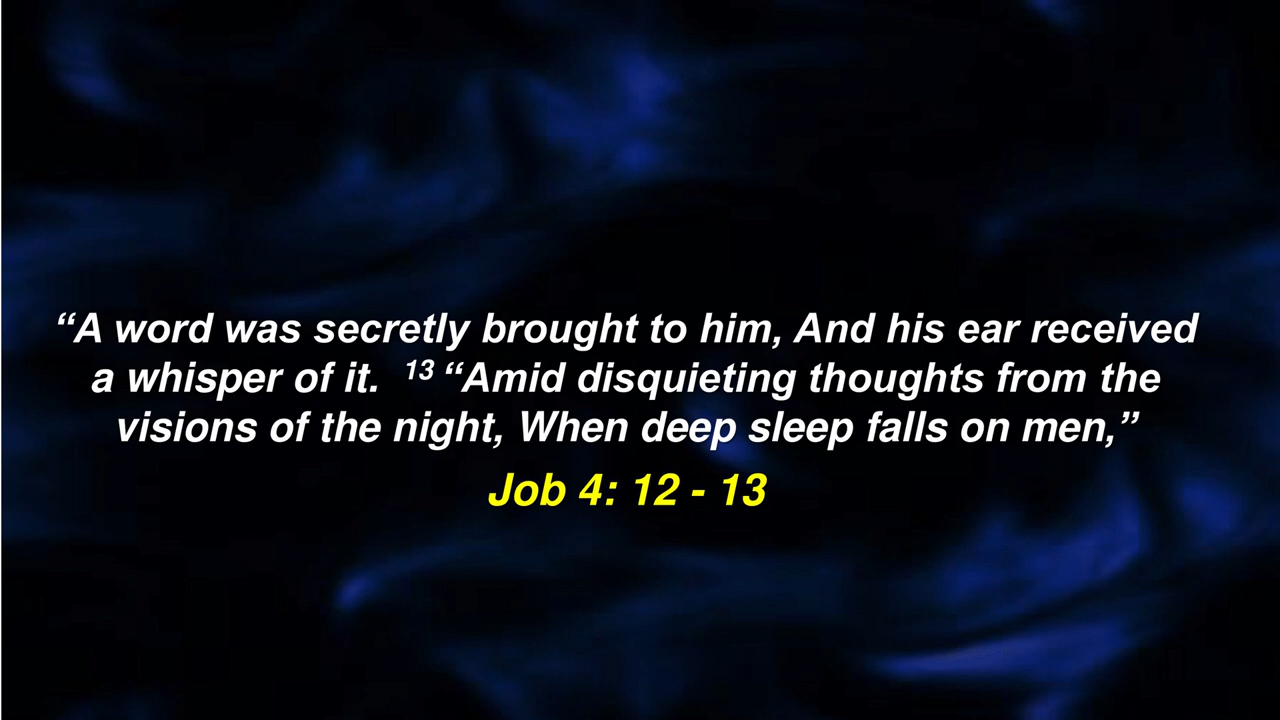 “A word was secretly brought to him, And his ear received
a whisper of it. 13 “Amid disquieting thoughts from the
visions of the night, When deep sleep falls on men,”
Job 4: 12 - 13